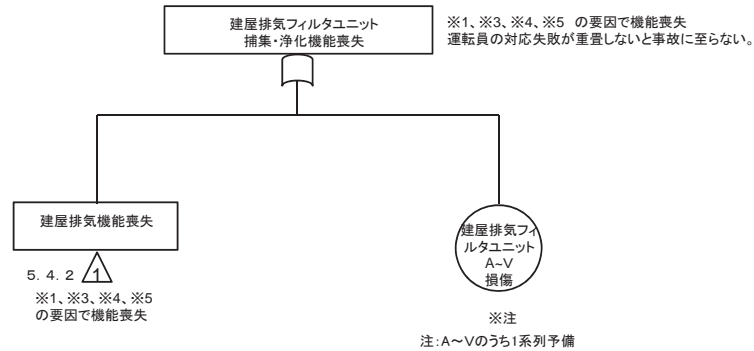 建屋排気フィルタユニット
捕集・浄化機能喪失
※1、※3、※4、※5 の要因で機能喪失
運転員の対応失敗が重畳しないと事故に至らない。
建屋排気機能喪失
5.4.2 1
※1、※3、※4、※5
の要因で機能喪失
建屋排気フィ
ルタユニット
A~V
損傷
※注
注:A～Vのうち1系列予備